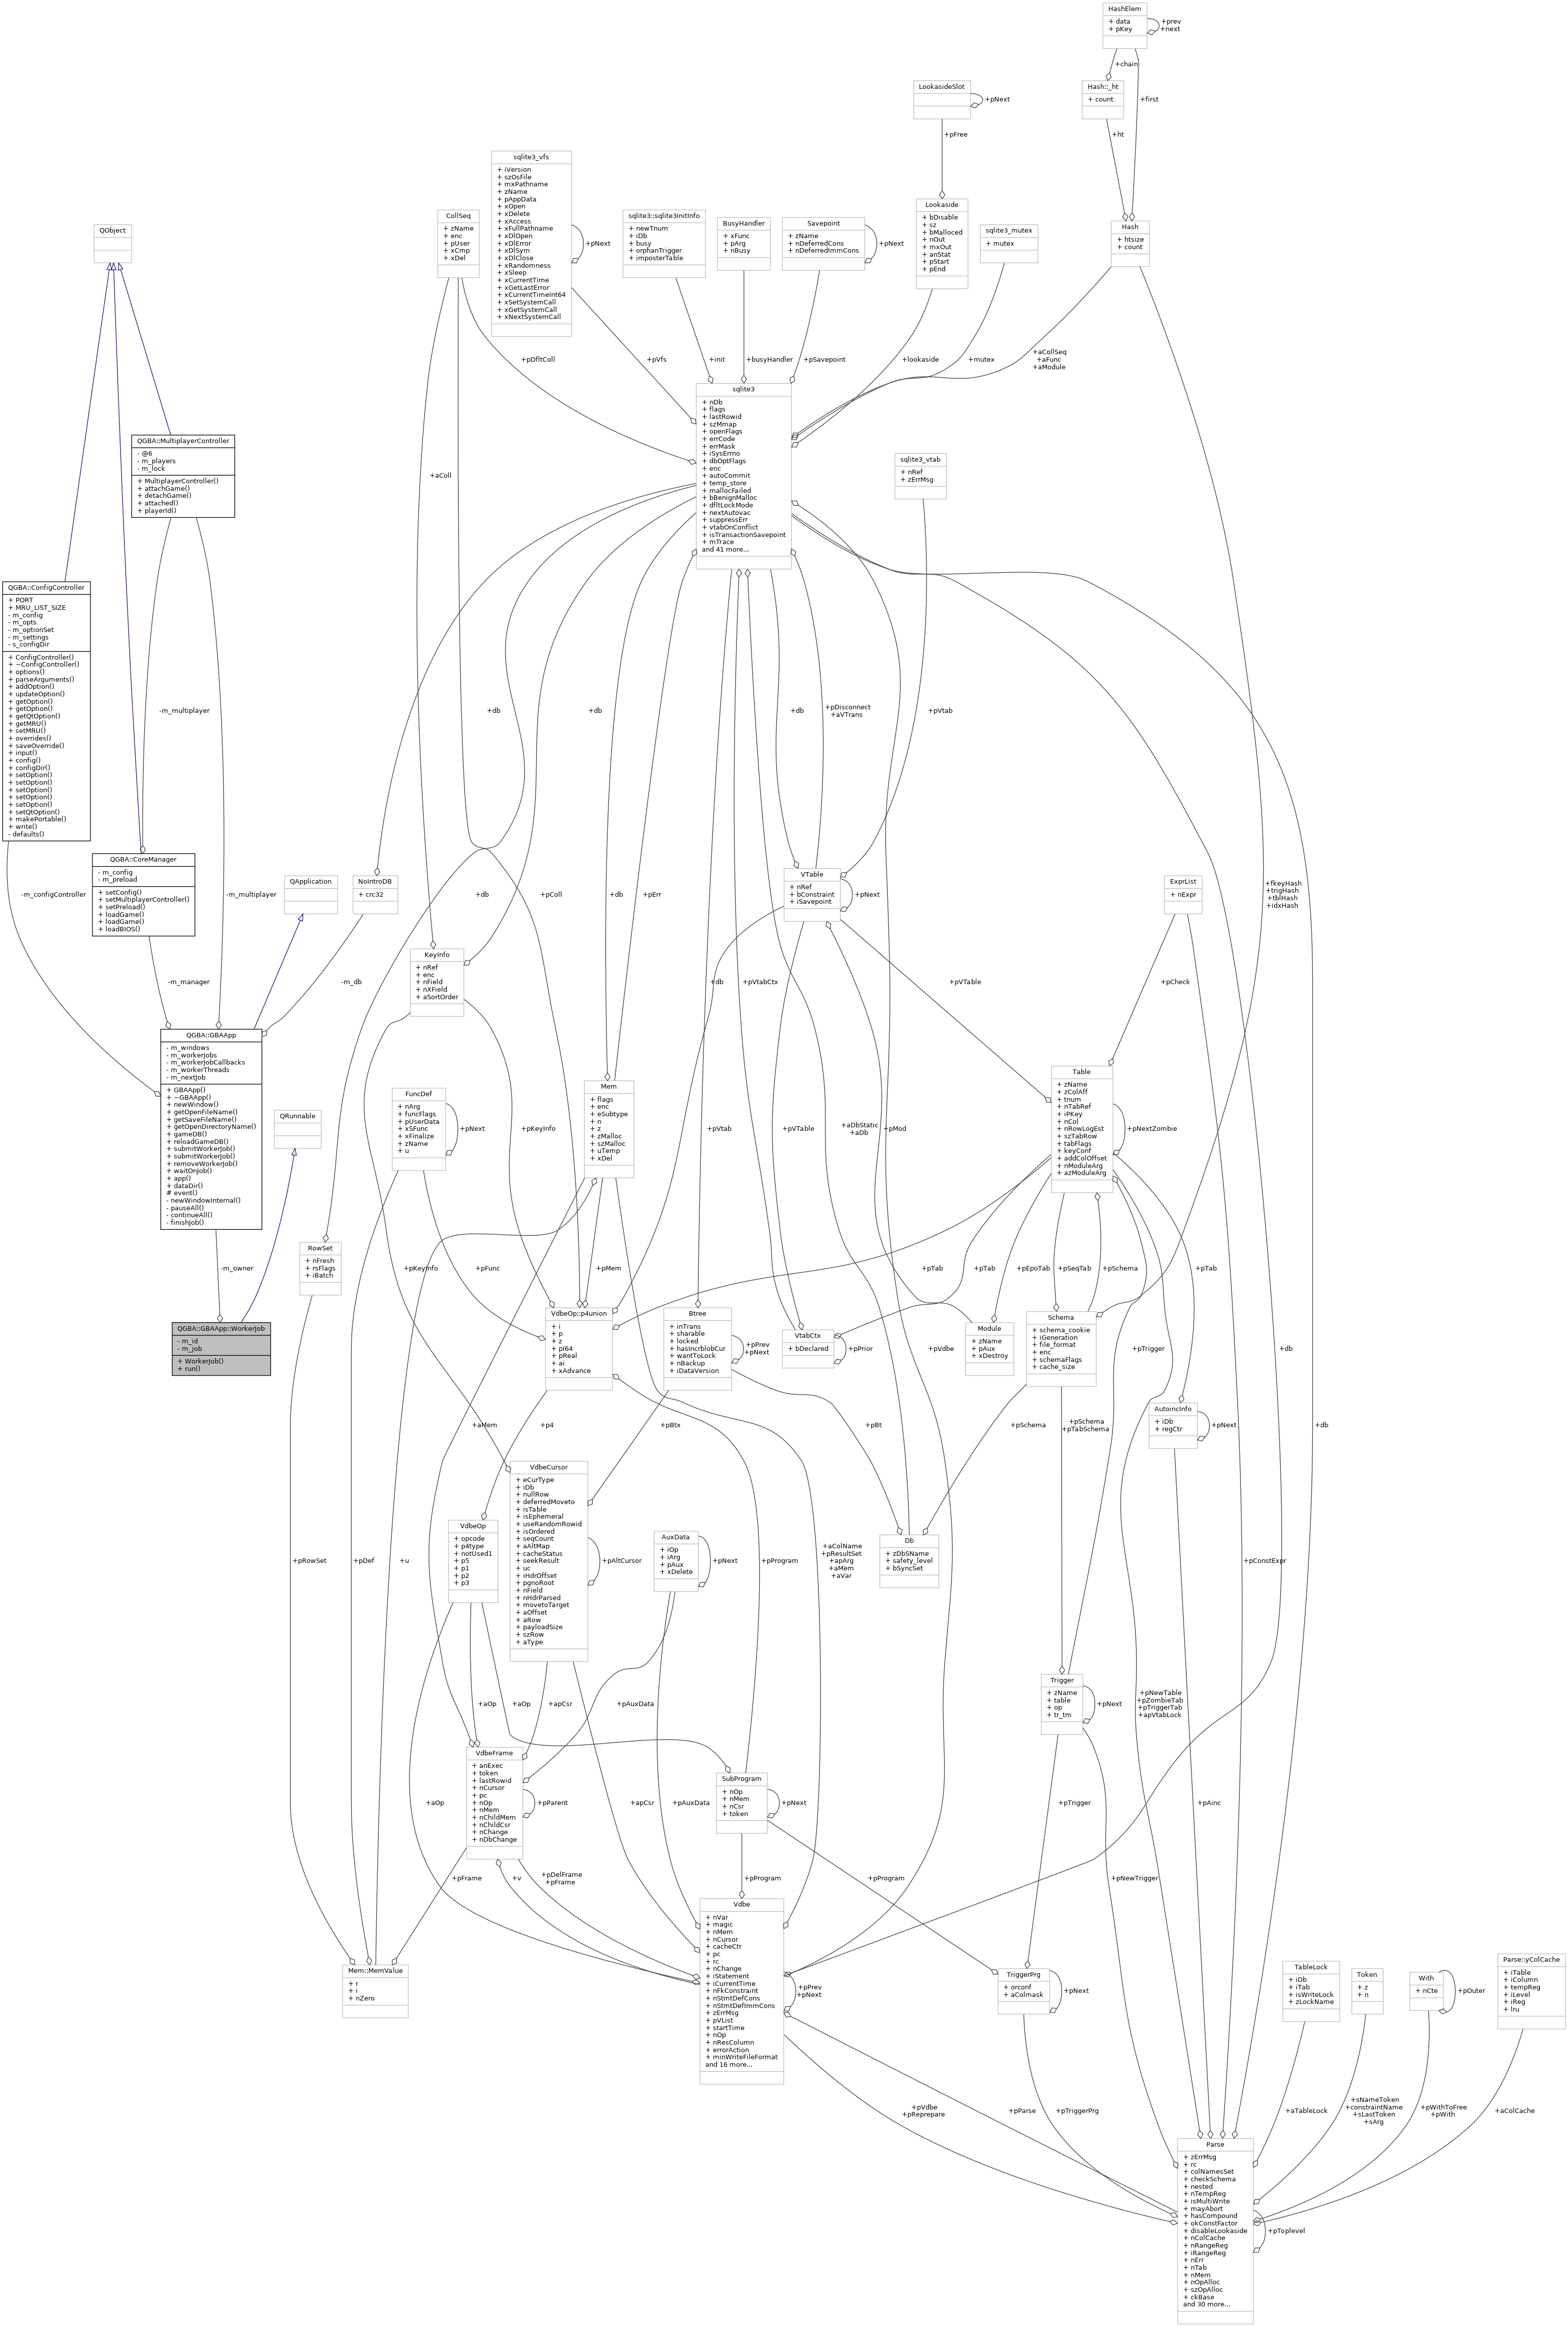 HashElem
+ data
+ pKey
+prev
+next
+chain
LookasideSlot
+pNext
Hash::_ht
+ count
+first
+pFree
+ht
sqlite3_vfs
+ iVersion
+ szOsFile
+ mxPathname
+ zName
+ pAppData
+ xOpen
+ xDelete
+ xAccess
+ xFullPathname
+ xDlOpen
+ xDlError
+ xDlSym
+ xDlClose
+ xRandomness
+ xSleep
+ xCurrentTime
+ xGetLastError
+ xCurrentTimeInt64
+ xSetSystemCall
+ xGetSystemCall
+ xNextSystemCall
+pNext
CollSeq
+ zName
+ enc
+ pUser
+ xCmp
+ xDel
sqlite3::sqlite3InitInfo
+ newTnum
+ iDb
+ busy
+ orphanTrigger
+ imposterTable
BusyHandler
+ xFunc
+ pArg
+ nBusy
Savepoint
+ zName
+ nDeferredCons
+ nDeferredImmCons
+pNext
Lookaside
+ bDisable
+ sz
+ bMalloced
+ nOut
+ mxOut
+ anStat
+ pStart
+ pEnd
sqlite3_mutex
+ mutex
Hash
+ htsize
+ count
QObject
+pDfltColl
+pVfs
+init
+busyHandler
+pSavepoint
+lookaside
+mutex
+aCollSeq
+aFunc
+aModule
sqlite3
+ nDb
+ flags
+ lastRowid
+ szMmap
+ openFlags
+ errCode
+ errMask
+ iSysErrno
+ dbOptFlags
+ enc
+ autoCommit
+ temp_store
+ mallocFailed
+ bBenignMalloc
+ dfltLockMode
+ nextAutovac
+ suppressErr
+ vtabOnConflict
+ isTransactionSavepoint
+ mTrace
and 41 more...
QGBA::MultiplayerController
- @6
- m_players
- m_lock
+ MultiplayerController()
+ attachGame()
+ detachGame()
+ attached()
+ playerId()
+aColl
sqlite3_vtab
+ nRef
+ zErrMsg
QGBA::ConfigController
+ PORT
+ MRU_LIST_SIZE
- m_config
- m_opts
- m_optionSet
- m_settings
- s_configDir
+ ConfigController()
+ ~ConfigController()
+ options()
+ parseArguments()
+ addOption()
+ updateOption()
+ getOption()
+ getOption()
+ getQtOption()
+ getMRU()
+ setMRU()
+ overrides()
+ saveOverride()
+ input()
+ config()
+ configDir()
+ setOption()
+ setOption()
+ setOption()
+ setOption()
+ setOption()
+ setQtOption()
+ makePortable()
+ write()
- defaults()
-m_multiplayer
+db
+db
+db
+pDisconnect
+aVTrans
+pVtab
QGBA::CoreManager
- m_config
- m_preload
+ setConfig()
+ setMultiplayerController()
+ setPreload()
+ loadGame()
+ loadGame()
+ loadBIOS()
-m_configController
-m_multiplayer
QApplication
NoIntroDB
+ crc32
+db
+pColl
+db
+pErr
VTable
+ nRef
+ bConstraint
+ iSavepoint
+pNext
ExprList
+ nExpr
+fkeyHash
+trigHash
+tblHash
+idxHash
-m_manager
-m_db
KeyInfo
+ nRef
+ enc
+ nField
+ nXField
+ aSortOrder
+db
+pVtabCtx
+pVTable
+pCheck
QGBA::GBAApp
- m_windows
- m_workerJobs
- m_workerJobCallbacks
- m_workerThreads
- m_nextJob
+ GBAApp()
+ ~GBAApp()
+ newWindow()
+ getOpenFileName()
+ getSaveFileName()
+ getOpenDirectoryName()
+ gameDB()
+ reloadGameDB()
+ submitWorkerJob()
+ submitWorkerJob()
+ removeWorkerJob()
+ waitOnJob()
+ app()
+ dataDir()
# event()
- newWindowInternal()
- pauseAll()
- continueAll()
- finishJob()
QRunnable
FuncDef
+ nArg
+ funcFlags
+ pUserData
+ xSFunc
+ xFinalize
+ zName
+ u
+pNext
+pKeyInfo
Mem
+ flags
+ enc
+ eSubtype
+ n
+ z
+ zMalloc
+ szMalloc
+ uTemp
+ xDel
+pVtab
+pVTable
+aDbStatic
+aDb
+pMod
Table
+ zName
+ zColAff
+ tnum
+ nTabRef
+ iPKey
+ nCol
+ nRowLogEst
+ szTabRow
+ tabFlags
+ keyConf
+ addColOffset
+ nModuleArg
+ azModuleArg
+pNextZombie
-m_owner
RowSet
+ nFresh
+ rsFlags
+ iBatch
+pKeyInfo
+pFunc
+pMem
+pTab
+pTab
+pEpoTab
+pSeqTab
+pSchema
+pTab
QGBA::GBAApp::WorkerJob
- m_id
- m_job
+ WorkerJob()
+ run()
VdbeOp::p4union
+ i
+ p
+ z
+ pI64
+ pReal
+ ai
+ xAdvance
Btree
+ inTrans
+ sharable
+ locked
+ hasIncrblobCur
+ wantToLock
+ nBackup
+ iDataVersion
+pPrev
+pNext
VtabCtx
+ bDeclared
+pPrior
+pVdbe
Module
+ zName
+ pAux
+ xDestroy
Schema
+ schema_cookie
+ iGeneration
+ file_format
+ enc
+ schemaFlags
+ cache_size
+pTrigger
+db
+aMem
+p4
+pBtx
+pBt
+pSchema
+pSchema
+pTabSchema
AutoincInfo
+ iDb
+ regCtr
+pNext
+db
VdbeCursor
+ eCurType
+ iDb
+ nullRow
+ deferredMoveto
+ isTable
+ isEphemeral
+ useRandomRowid
+ isOrdered
+ seqCount
+ aAltMap
+ cacheStatus
+ seekResult
+ uc
+ iHdrOffset
+ pgnoRoot
+ nField
+ nHdrParsed
+ movetoTarget
+ aOffset
+ aRow
+ payloadSize
+ szRow
+ aType
+pAltCursor
+pRowSet
+pDef
+u
VdbeOp
+ opcode
+ p4type
+ notUsed1
+ p5
+ p1
+ p2
+ p3
AuxData
+ iOp
+ iArg
+ pAux
+ xDelete
+pNext
+pProgram
+aColName
+pResultSet
+apArg
+aMem
+aVar
Db
+ zDbSName
+ safety_level
+ bSyncSet
+pConstExpr
+aOp
+aOp
+apCsr
+pAuxData
Trigger
+ zName
+ table
+ op
+ tr_tm
+pNext
+pNewTable
+pZombieTab
+pTriggerTab
+apVtabLock
VdbeFrame
+ anExec
+ token
+ lastRowid
+ nCursor
+ pc
+ nOp
+ nMem
+ nChildMem
+ nChildCsr
+ nChange
+ nDbChange
+pParent
+aOp
+apCsr
+pAuxData
SubProgram
+ nOp
+ nMem
+ nCsr
+ token
+pNext
+pTrigger
+pAinc
+pFrame
+v
+pDelFrame
+pFrame
+pProgram
+pProgram
+pNewTrigger
Mem::MemValue
+ r
+ i
+ nZero
Vdbe
+ nVar
+ magic
+ nMem
+ nCursor
+ cacheCtr
+ pc
+ rc
+ nChange
+ iStatement
+ iCurrentTime
+ nFkConstraint
+ nStmtDefCons
+ nStmtDefImmCons
+ zErrMsg
+ pVList
+ startTime
+ nOp
+ nResColumn
+ errorAction
+ minWriteFileFormat
and 16 more...
+pPrev
+pNext
TriggerPrg
+ orconf
+ aColmask
+pNext
TableLock
+ iDb
+ iTab
+ isWriteLock
+ zLockName
Token
+ z
+ n
With
+ nCte
+pOuter
Parse::yColCache
+ iTable
+ iColumn
+ tempReg
+ iLevel
+ iReg
+ lru
+pVdbe
+pReprepare
+pParse
+pTriggerPrg
+aTableLock
+sNameToken
+constraintName
+sLastToken
+sArg
+pWithToFree
+pWith
+aColCache
Parse
+ zErrMsg
+ rc
+ colNamesSet
+ checkSchema
+ nested
+ nTempReg
+ isMultiWrite
+ mayAbort
+ hasCompound
+ okConstFactor
+ disableLookaside
+ nColCache
+ nRangeReg
+ iRangeReg
+ nErr
+ nTab
+ nMem
+ nOpAlloc
+ szOpAlloc
+ ckBase
and 30 more...
+pToplevel